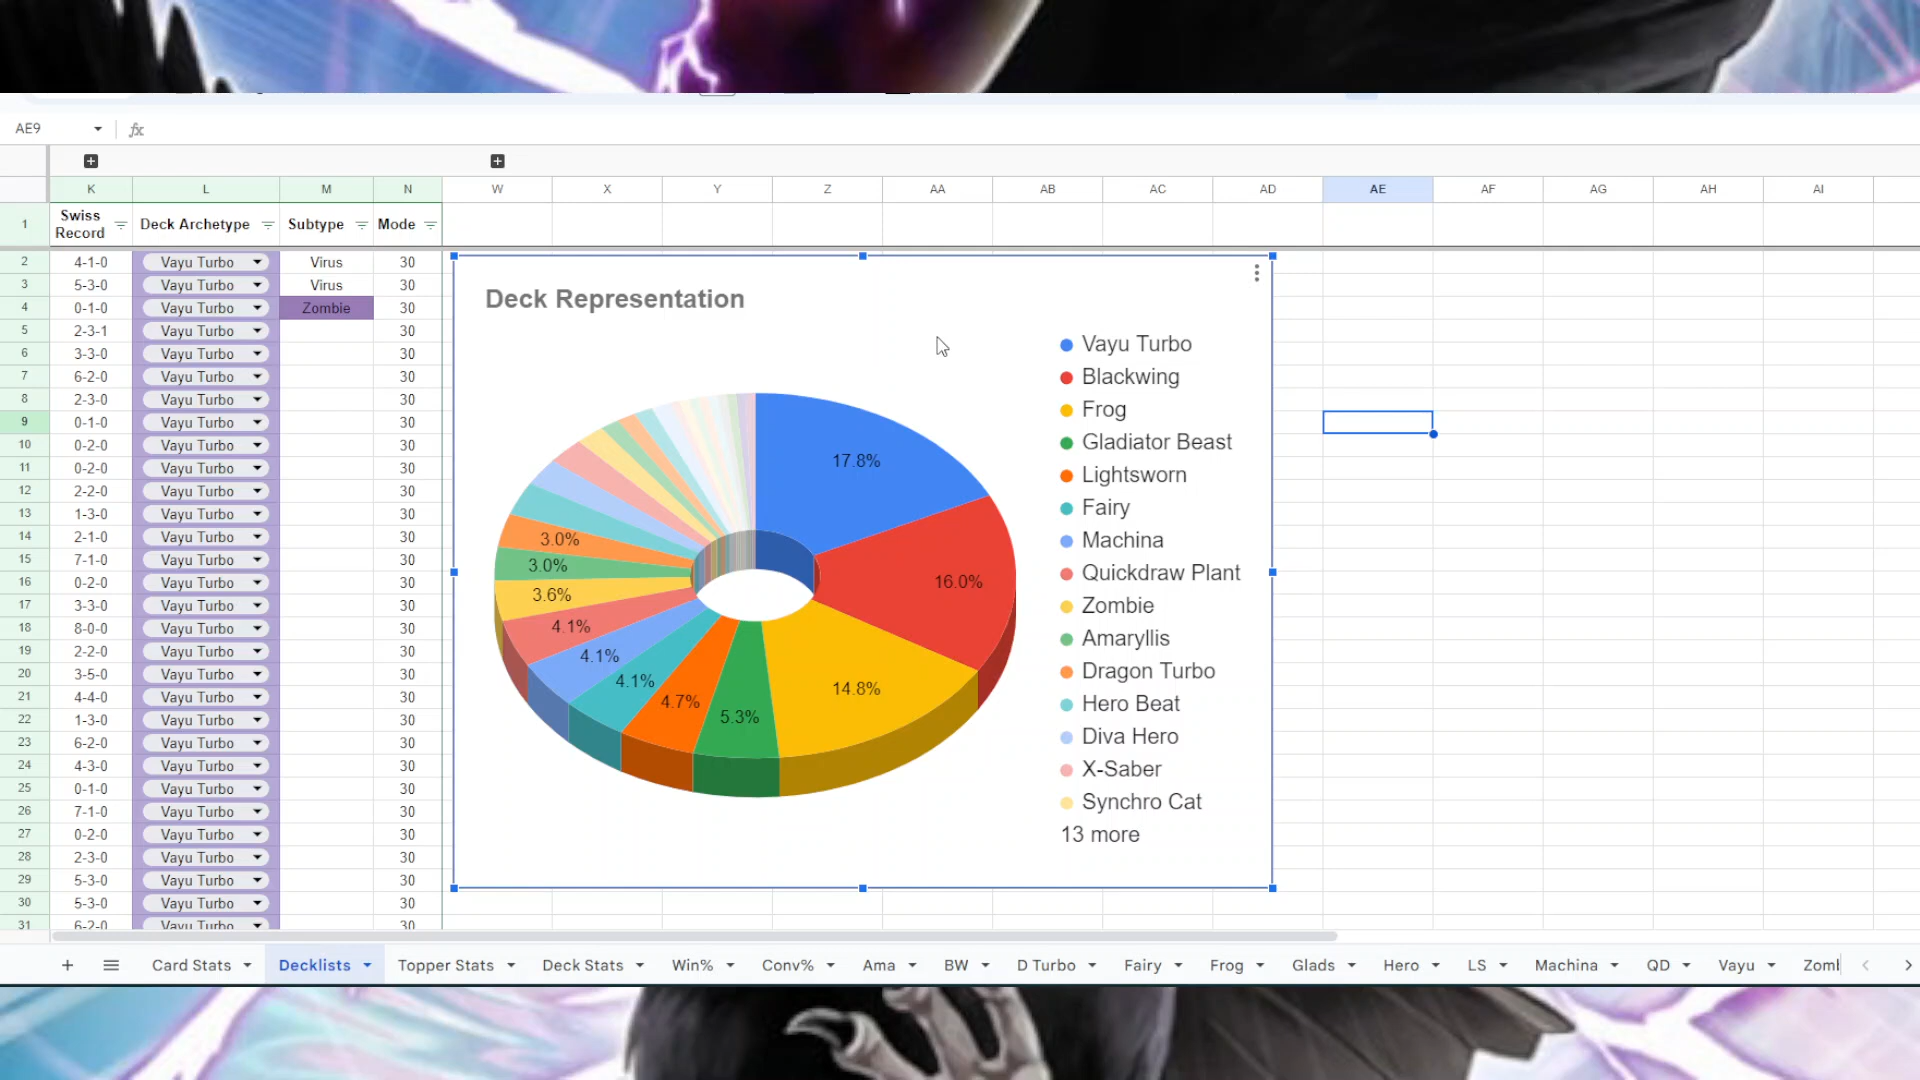 AE9
fx
K L M N W X Y Z AA AB AC AD AE AF AG AH AI
1 Swiss Record Deck Archetype Subtype Mode
2 4-1-0 Vayu Turbo Virus 30
3 5-3-0 Vayu Turbo Virus 30
4 0-1-0 Vayu Turbo Zombie 30
5 2-3-1 Vayu Turbo 30
6 3-3-0 Vayu Turbo 30
7 6-2-0 Vayu Turbo 30
8 2-3-0 Vayu Turbo 30
9 0-1-0 Vayu Turbo 30
10 0-2-0 Vayu Turbo 30
11 0-2-0 Vayu Turbo 30
12 2-2-0 Vayu Turbo 30
13 1-3-0 Vayu Turbo 30
14 2-1-0 Vayu Turbo 30
15 7-1-0 Vayu Turbo 30
16 0-2-0 Vayu Turbo 30
17 3-3-0 Vayu Turbo 30
18 8-0-0 Vayu Turbo 30
19 2-2-0 Vayu Turbo 30
20 3-5-0 Vayu Turbo 30
21 4-4-0 Vayu Turbo 30
22 1-3-0 Vayu Turbo 30
23 6-2-0 Vayu Turbo 30
24 4-3-0 Vayu Turbo 30
25 0-1-0 Vayu Turbo 30
26 7-1-0 Vayu Turbo 30
27 0-2-0 Vayu Turbo 30
28 2-3-0 Vayu Turbo 30
29 5-3-0 Vayu Turbo 30
30 5-3-0 Vayu Turbo 30
31 6-2-0 Vayu Turbo 30
Deck Representation
17.8%
16.0%
14.8%
5.3%
4.7%
4.1%
4.1%
4.1%
3.6%
3.0%
3.0%
Vayu Turbo
Blackwing
Frog
Gladiator Beast
Lightsworn
Fairy
Machina
Quickdraw Plant
Zombie
Amaryllis
Dragon Turbo
Hero Beat
Diva Hero
X-Saber
Synchro Cat
13 more
Card Stats Decklists Topper Stats Deck Stats Win% Conv% Ama BW D Turbo Fairy Frog Glads Hero LS Machina QD Vayu Zoml